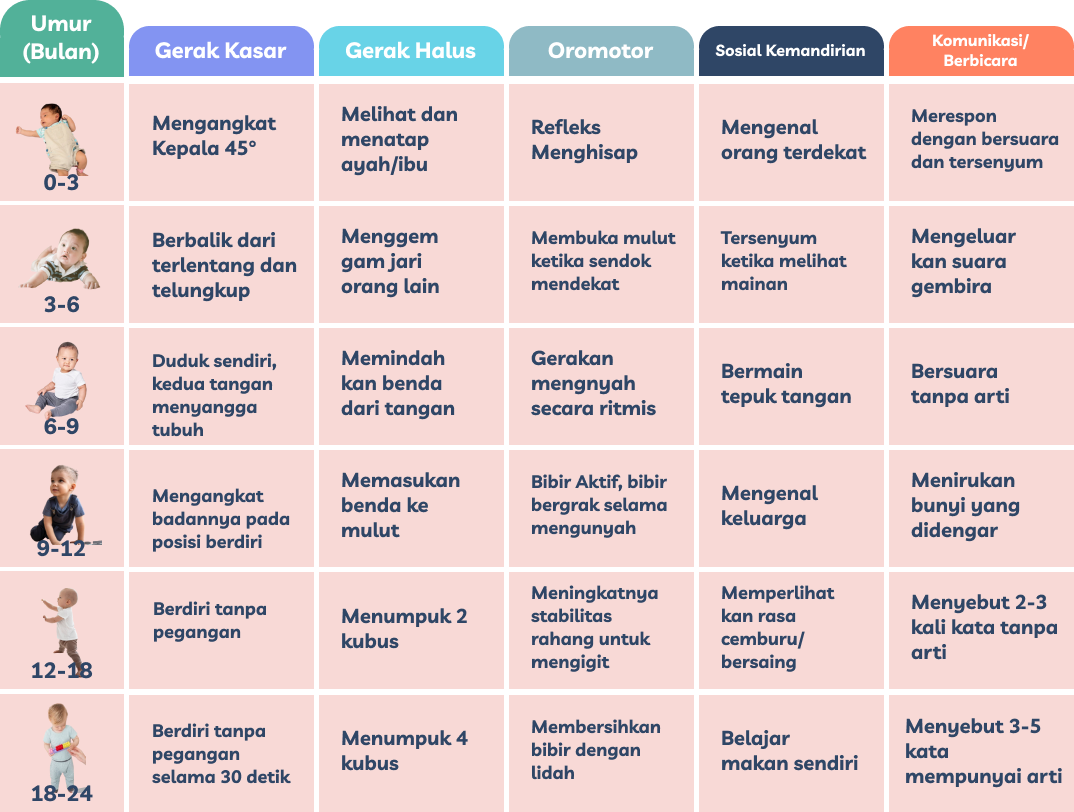 Umur
(Bulan)
Gerak Kasar
Gerak Halus
Oromotor
Sosial Kemandirian
Komunikasi/
Berbicara
0-3
Mengangkat
Kepala 45°
Melihat dan
menatap
ayah/ibu
Refleks
Menghisap
Mengenal
orang terdekat
Merespon
dengan bersuara
dan tersenyum
3-6
Berbalik dari
terlentang dan
telungkup
Menggem
gam jari
orang lain
Membuka mulut
ketika sendok
mendekat
Tersenyum
ketika melihat
mainan
Mengeluar
kan suara
gembira
6-9
Duduk sendiri,
kedua tangan
menyangga
tubuh
Memindah
kan benda
dari tangan
Gerakan
mengnyah
secara ritmis
Bermain
tepuk tangan
Bersuara
tanpa arti
9-12
Mengangkat
badannya pada
posisi berdiri
Memasukan
benda ke
mulut
Bibir Aktif, bibir
bergrak selama
mengunyah
Mengenal
keluarga
Menirukan
bunyi yang
didengar
12-18
Berdiri tanpa
pegangan
Menumpuk 2
kubus
Meningkatnya
stabilitas
rahang untuk
mengigit
Memperlihat
kan rasa
cemburu/
bersaing
Menyebut 2-3
kali kata tanpa
arti
18-24
Berdiri tanpa
pegangan
selama 30 detik
Menumpuk 4
kubus
Membersihkan
bibir dengan
lidah
Belajar
makan sendiri
Menyebut 3-5
kata
mempunyai arti